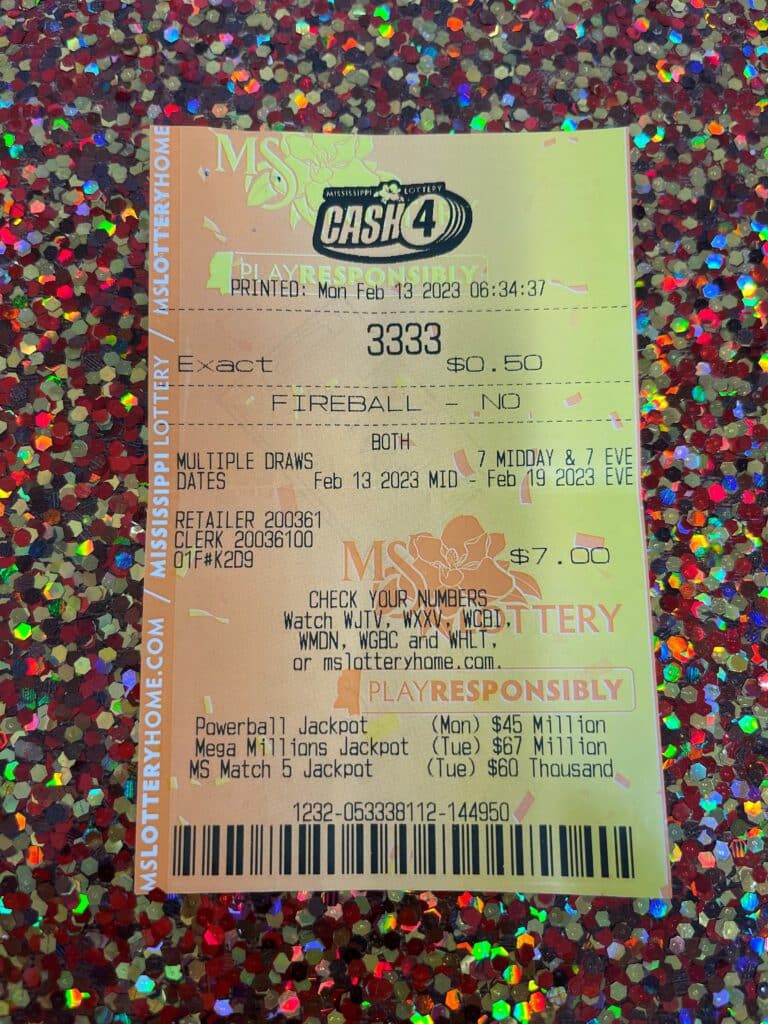 MSLOTTERYHOME.COM / MISSISSIPPI LOTTERY / MSLOTTERYHOME
MS
MISSISSIPPI LOTTERY
CASH 4
PLAYRESPONSIBLY
PRINTED: Mon Feb 13 2023 06:34:37
3333
Exact $0.50
FIREBALL - NO
BOTH
MULTIPLE DRAWS 7 MIDDAY & 7 EVE
DATES Feb 13 2023 MID - Feb 19 2023 EVE
RETAILER 200361
CLERK 20036100
01F#K2D9 $7.00
MS
LOTTERY
CHECK YOUR NUMBERS
Watch WJTV, WXXV, WCBI,
WMDN, WGBC and WHLT,
or mslotteryhome.com.
PLAYRESPONSIBLY
Powerball Jackpot (Mon) $45 Million
Mega Millions Jackpot (Tue) $67 Million
MS Match 5 Jackpot (Tue) $60 Thousand
1232-053338112-144950